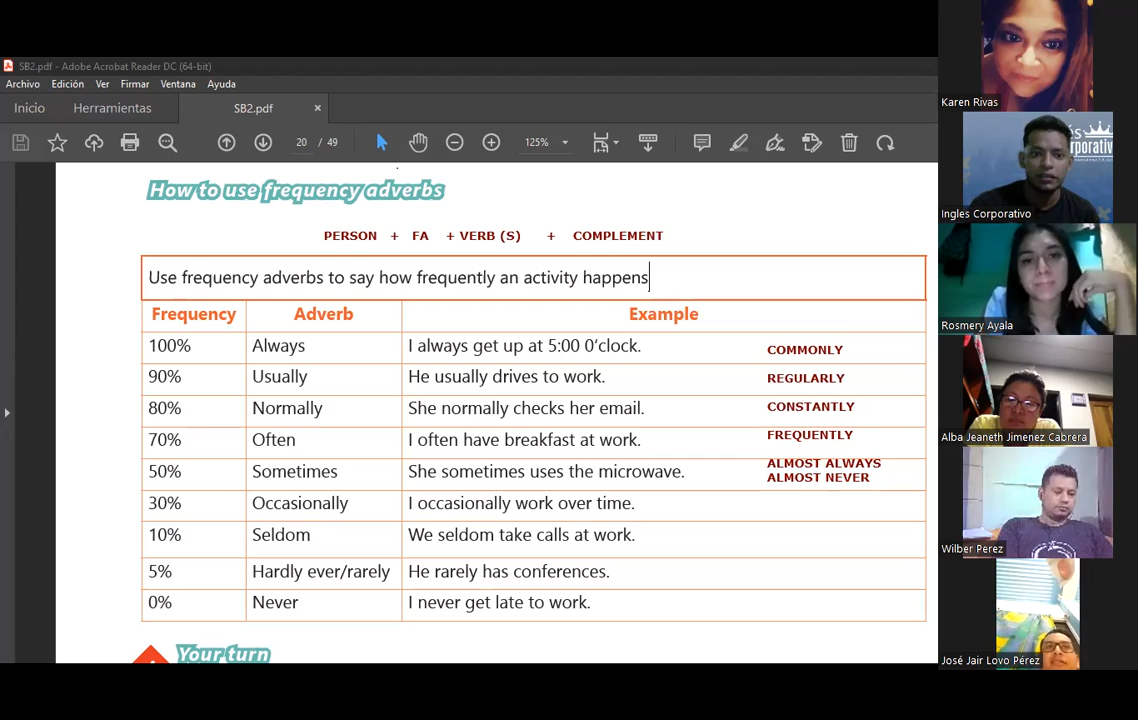 SB2.pdf - Adobe Acrobat Reader DC (64-bit)
Archivo Edición Ver Firmar Ventana Ayuda
Inicio Herramientas SB2.pdf ×
20 / 49 125%
How to use frequency adverbs
PERSON + FA + VERB (S) + COMPLEMENT
Use frequency adverbs to say how frequently an activity happens
Frequency Adverb Example
100% Always I always get up at 5:00 0'clock.
COMMONLY
90% Usually He usually drives to work.
REGULARLY
80% Normally She normally checks her email.
CONSTANTLY
70% Often I often have breakfast at work.
FREQUENTLY
50% Sometimes She sometimes uses the microwave.
ALMOST ALWAYS
ALMOST NEVER
30% Occasionally I occasionally work over time.
10% Seldom We seldom take calls at work.
5% Hardly ever/rarely He rarely has conferences.
0% Never I never get late to work.
Your turn
Karen Rivas
Ingles Corporativo
Rosmery Ayala
Alba Jeaneth Jimenez Cabrera
Wilber Perez
José Jair Lovo Pérez